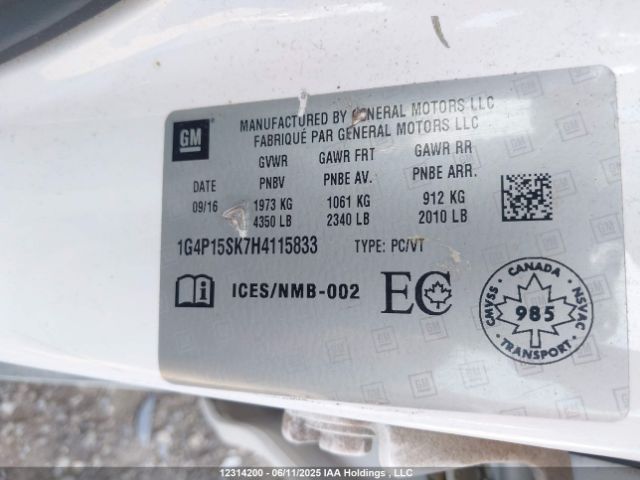 GM
MANUFACTURED BY GENERAL MOTORS LLC
FABRIQUÉ PAR GENERAL MOTORS LLC
GVWR GAWR FRT GAWR RR
DATE PNBV PNBE AV. PNBE ARR.
09/16 1973 KG 1061 KG 912 KG
4350 LB 2340 LB 2010 LB
1G4P15SK7H4115833 TYPE: PC/VT
i ICES/NMB-002 EC
CANADA
CMVSS 985 NSVAC
TRANSPORT
12314200 - 06/11/2025 IAA Holdings , LLC